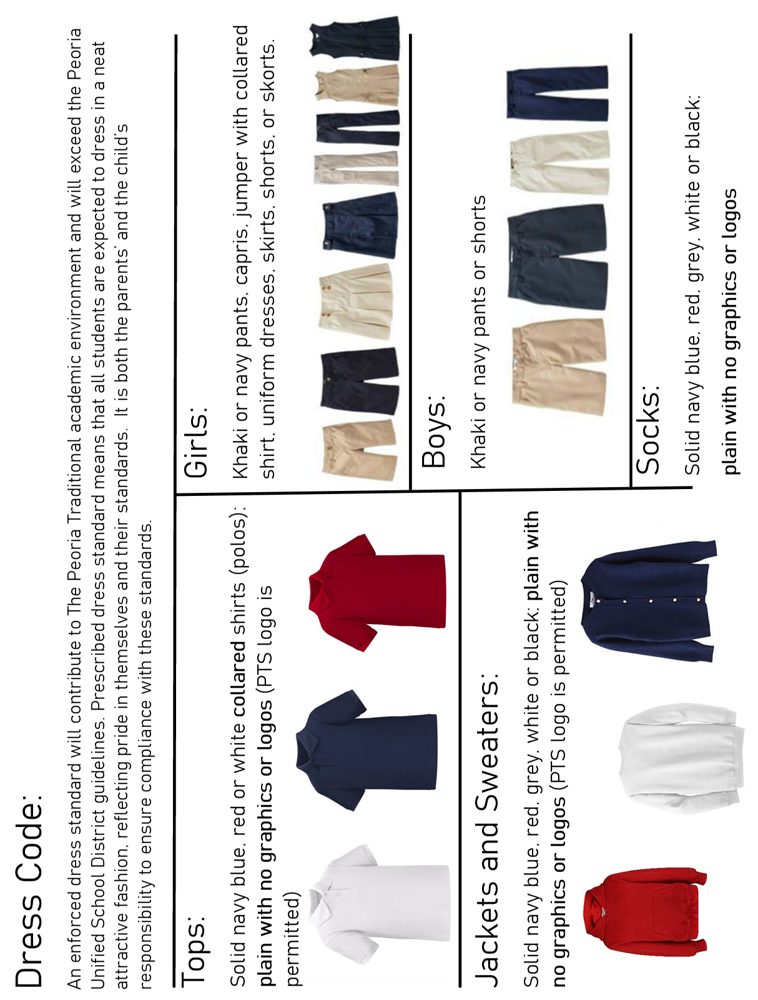 Dress Code:
An enforced dress standard will contribute to The Peoria Traditional academic environment and will exceed the Peoria
Unified School District guidelines. Prescribed dress standard means that all students are expected to dress in a neat
attractive fashion, reflecting pride in themselves and their standards.  It is both the parents' and the child's
responsibility to ensure compliance with these standards.
Tops:
Solid navy blue, red or white collared shirts (polos);
plain with no graphics or logos (PTS logo is
permitted)
Jackets and Sweaters:
Solid navy blue, red, grey, white or black; plain with
no graphics or logos (PTS logo is permitted)
Girls:
Khaki or navy pants, capris, jumper with collared
shirt, uniform dresses, skirts, shorts, or skorts.
Boys:
Khaki or navy pants or shorts
Socks:
Solid navy blue, red, grey, white or black;
plain with no graphics or logos